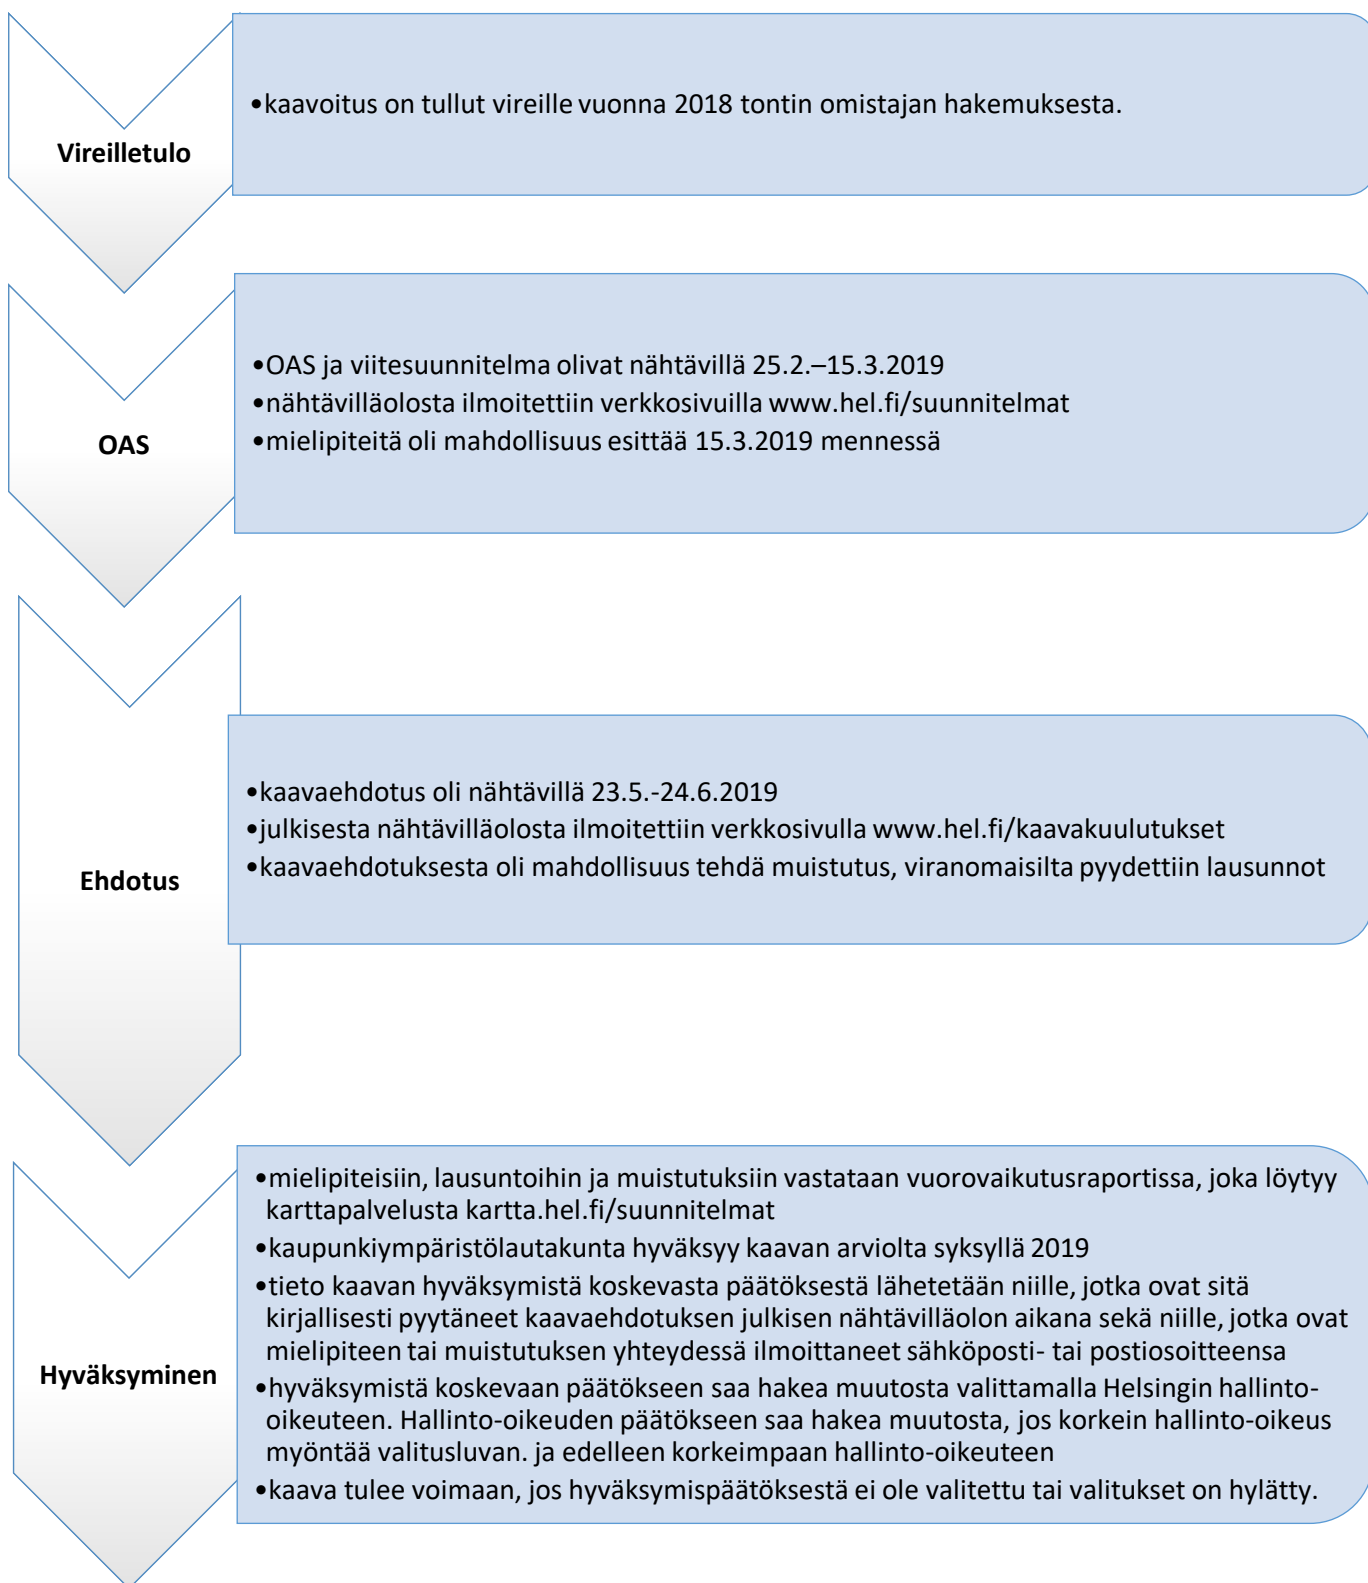 Vireilletulo
•kaavoitus on tullut vireille vuonna 2018 tontin omistajan hakemuksesta.
OAS
•OAS ja viitesuunnitelma olivat nähtävillä 25.2.–15.3.2019
•nähtävilläolosta ilmoitettiin verkkosivuilla www.hel.fi/suunnitelmat
•mielipiteitä oli mahdollisuus esittää 15.3.2019 mennessä
Ehdotus
•kaavaehdotus oli nähtävillä 23.5.-24.6.2019
•julkisesta nähtävilläolosta ilmoitettiin verkkosivulla www.hel.fi/kaavakuulutukset
•kaavaehdotuksesta oli mahdollisuus tehdä muistutus, viranomaisilta pyydettiin lausunnot
Hyväksyminen
•mielipiteisiin, lausuntoihin ja muistutuksiin vastataan vuorovaikutusraportissa, joka löytyy
karttapalvelusta kartta.hel.fi/suunnitelmat
•kaupunkiympäristölautakunta hyväksyy kaavan arviolta syksyllä 2019
•tieto kaavan hyväksymistä koskevasta päätöksestä lähetetään niille, jotka ovat sitä
kirjallisesti pyytäneet kaavaehdotuksen julkisen nähtävilläolon aikana sekä niille, jotka ovat
mielipiteen tai muistutuksen yhteydessä ilmoittaneet sähköposti- tai postiosoitteensa
•hyväksymistä koskevaan päätökseen saa hakea muutosta valittamalla Helsingin hallinto-
oikeuteen. Hallinto-oikeuden päätökseen saa hakea muutosta, jos korkein hallinto-oikeus
myöntää valitusluvan. ja edelleen korkeimpaan hallinto-oikeuteen
•kaava tulee voimaan, jos hyväksymispäätöksestä ei ole valitettu tai valitukset on hylätty.